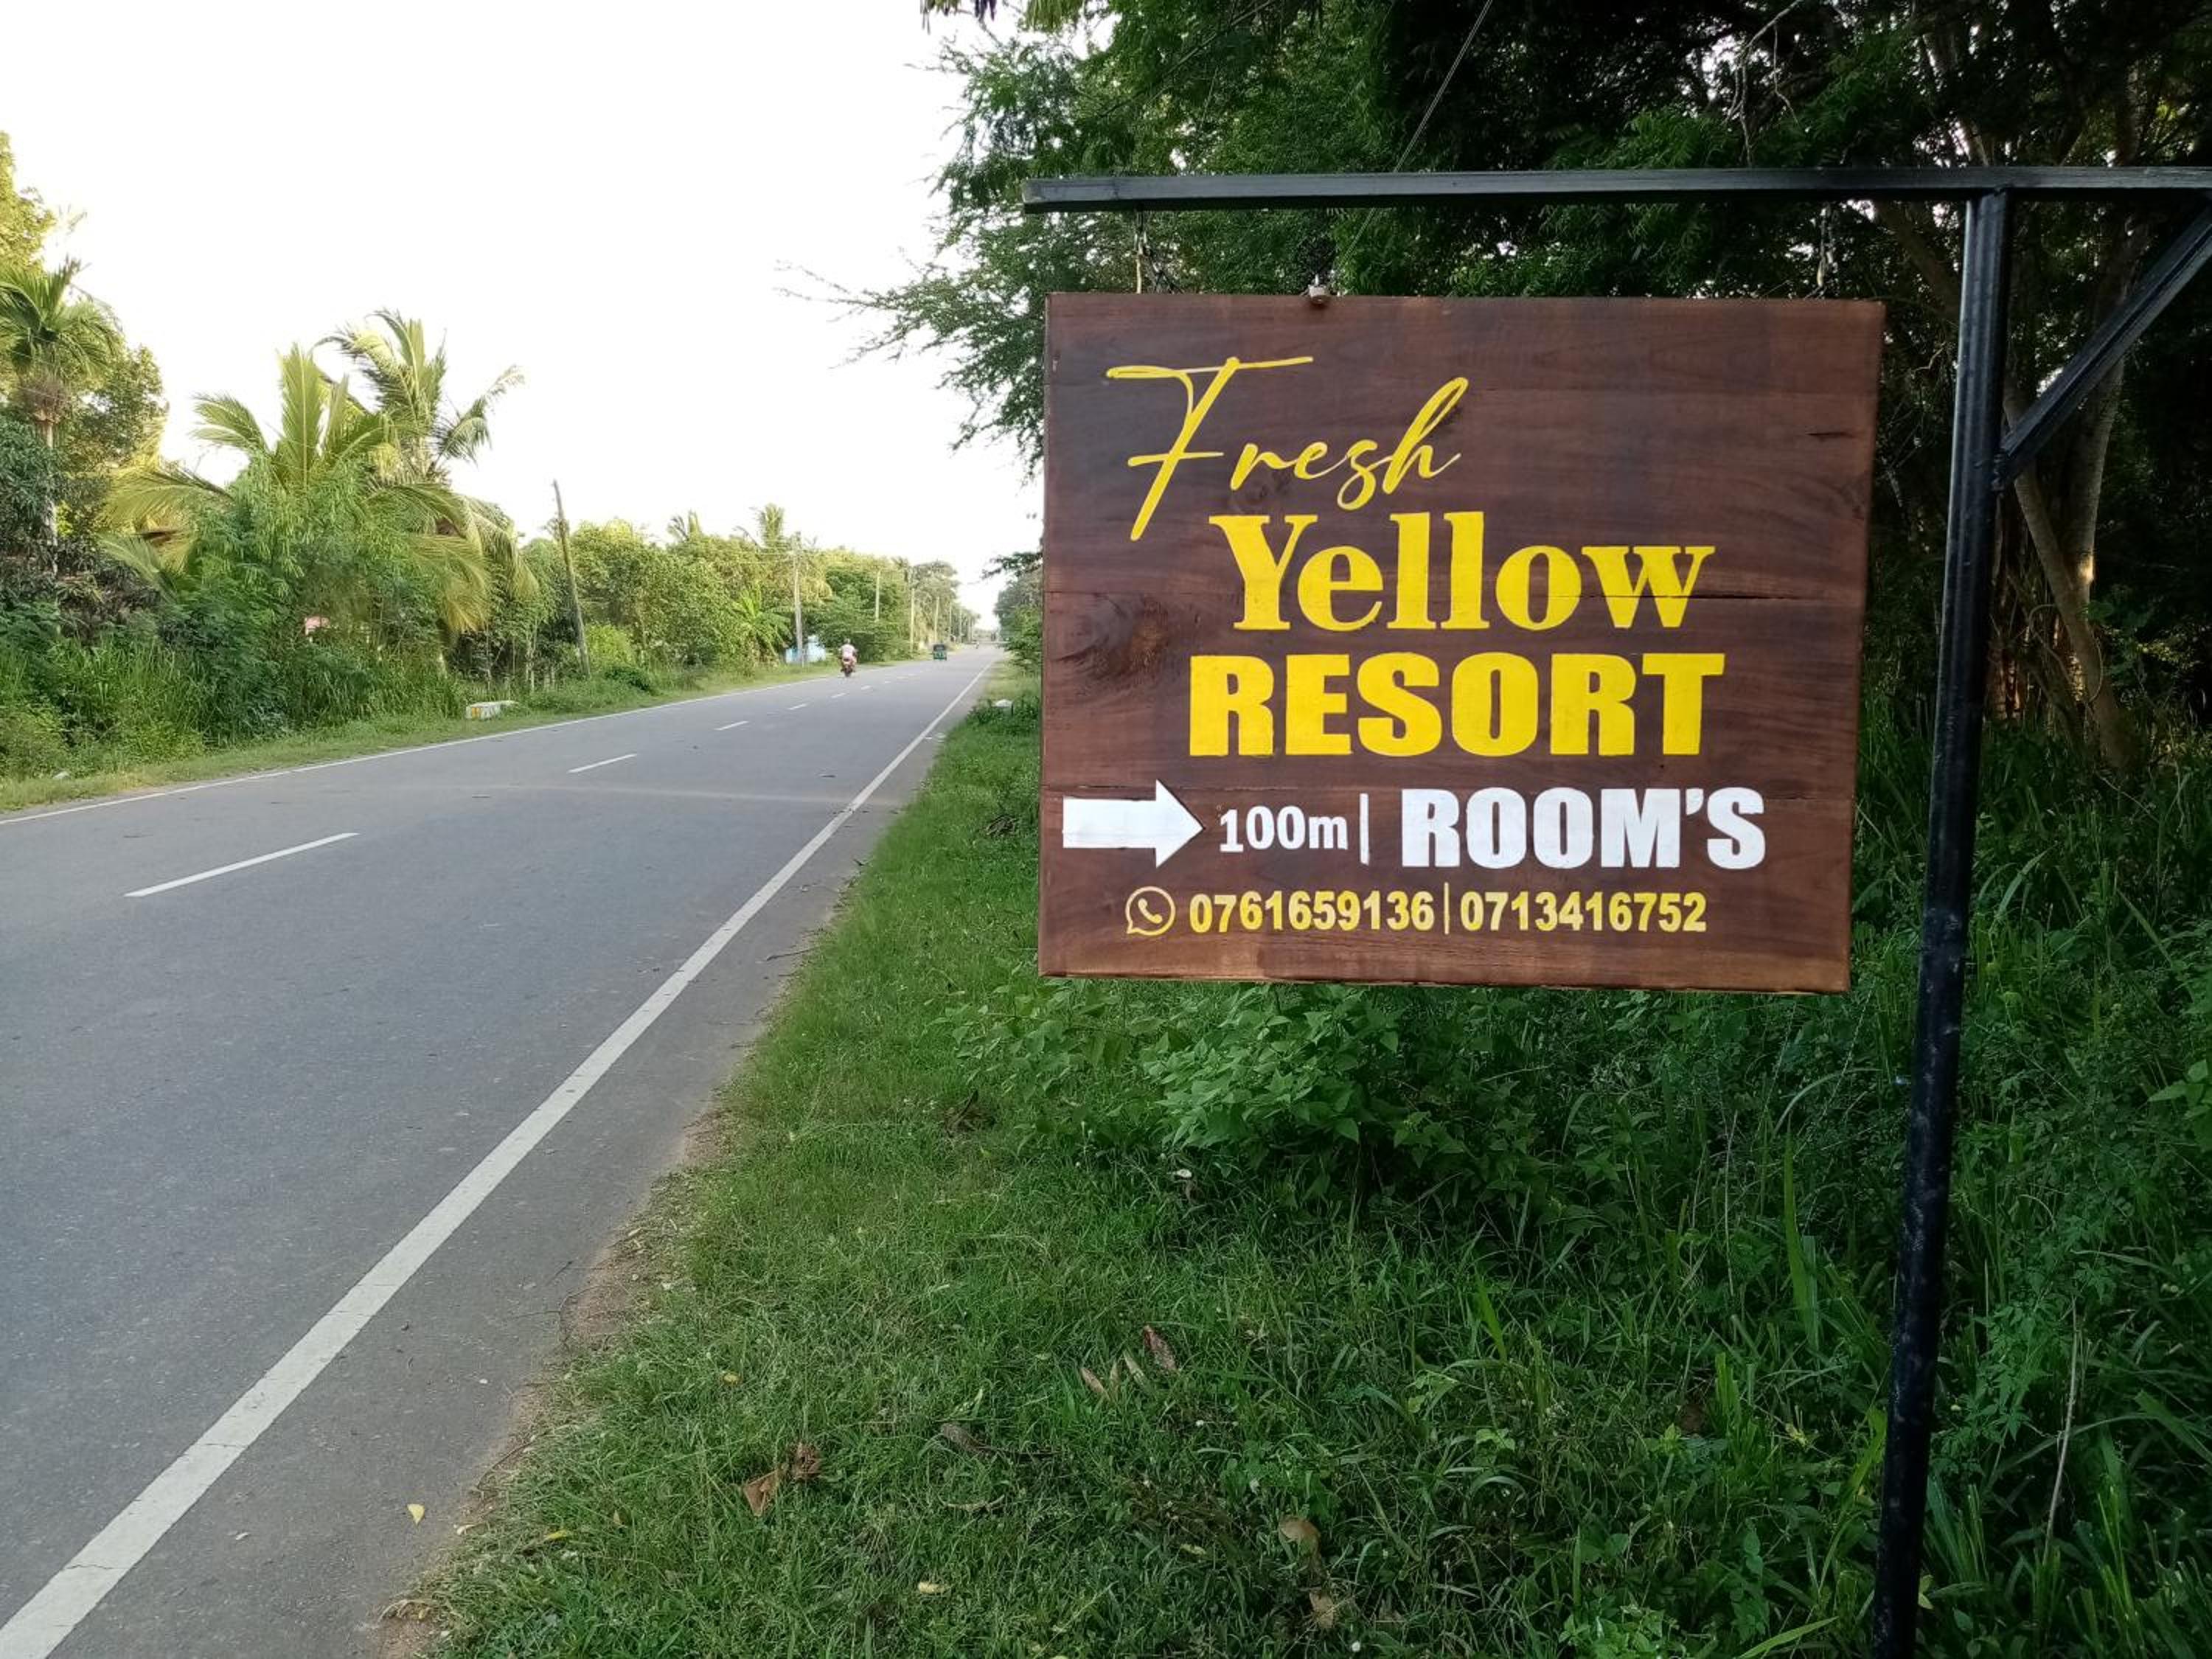 Fresh
Yellow
RESORT
100m | ROOM'S
0761659136 | 0713416752